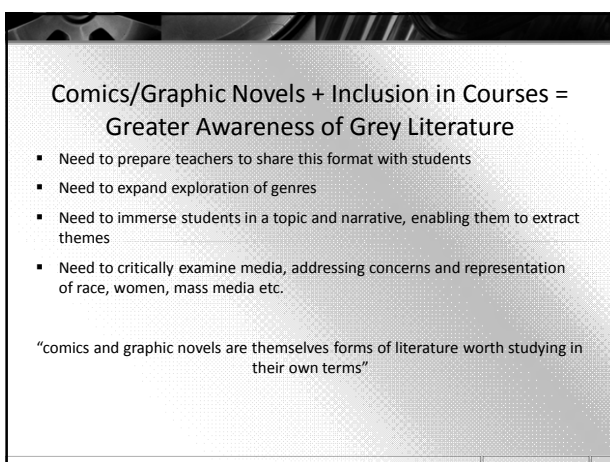 Comics/Graphic Novels + Inclusion in Courses =
Greater Awareness of Grey Literature
▪ Need to prepare teachers to share this format with students
▪ Need to expand exploration of genres
▪ Need to immerse students in a topic and narrative, enabling them to extract
themes
▪ Need to critically examine media, addressing concerns and representation
of race, women, mass media etc.
“comics and graphic novels are themselves forms of literature worth studying in
their own terms”